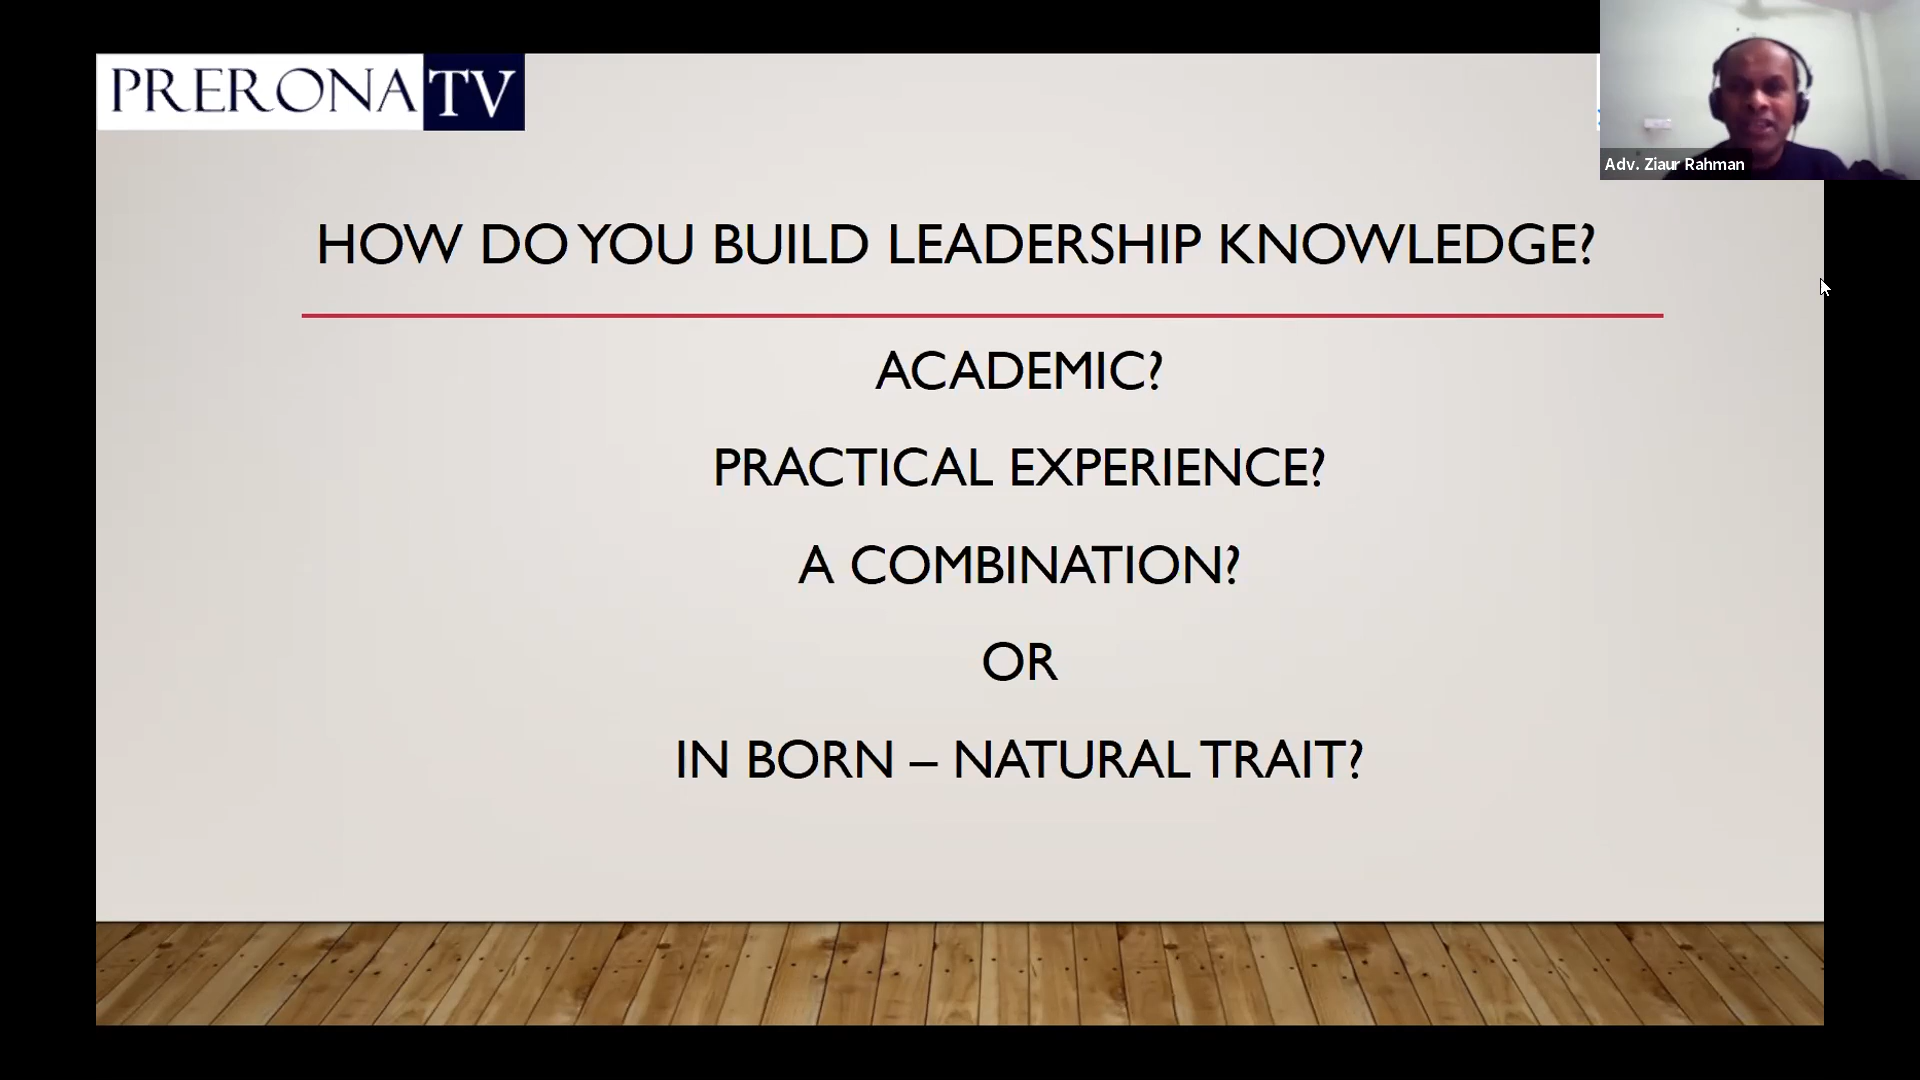 PRERONA TV
Adv. Ziaur Rahman
HOW DO YOU BUILD LEADERSHIP KNOWLEDGE?
ACADEMIC?
PRACTICAL EXPERIENCE?
A COMBINATION?
OR
IN BORN – NATURAL TRAIT?